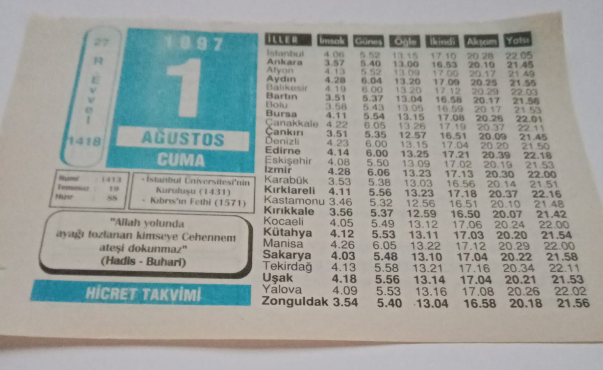 1997
27
R.Evvel
1418
1
AĞUSTOS
CUMA
Rumi : 1413
Temmuz : 19
Hızır : 88
- İstanbul Üniversitesi'nin
Kuruluşu (1431)
- Kıbrıs'ın Fethi (1571)
"Allah yolunda
ayağı tozlanan kimseye Cehennem
ateşi dokunmaz"
(Hadis - Buhari)
HİCRET TAKVİMİ
İLLER İmsak Güneş Öğle İkindi Akşam Yatsı
İstanbul 4.06 5.52 13.15 17.10 20.28 22.05
Ankara 3.57 5.40 13.00 16.53 20.10 21.45
Afyon 4.13 5.52 13.09 17.00 20.17 21.49
Aydın 4.28 6.04 13.20 17.09 20.25 21.55
Balıkesir 4.19 6.00 13.20 17.12 20.29 22.03
Bartın 3.51 5.37 13.04 16.58 20.17 21.56
Bolu 3.58 5.43 13.05 16.59 20.17 21.53
Bursa 4.11 5.54 13.15 17.08 20.26 22.01
Çanakkale 4.22 6.05 13.26 17.19 20.37 22.11
Çankırı 3.51 5.35 12.57 16.51 20.09 21.45
Denizli 4.23 6.00 13.15 17.04 20.20 21.50
Edirne 4.14 6.00 13.25 17.21 20.39 22.18
Eskişehir 4.08 5.50 13.09 17.02 20.19 21.53
İzmir 4.28 6.06 13.23 17.13 20.30 22.00
Karabük 3.53 5.38 13.03 16.56 20.14 21.51
Kırklareli 4.11 5.56 13.23 17.18 20.37 22.16
Kastamonu 3.46 5.32 12.56 16.51 20.10 21.48
Kırıkkale 3.56 5.37 12.59 16.50 20.07 21.42
Kocaeli 4.05 5.49 13.12 17.06 20.24 22.00
Kütahya 4.12 5.53 13.11 17.03 20.20 21.54
Manisa 4.26 6.05 13.22 17.12 20.29 22.00
Sakarya 4.03 5.48 13.10 17.04 20.22 21.58
Tekirdağ 4.13 5.58 13.21 17.16 20.34 22.11
Uşak 4.18 5.56 13.14 17.04 20.21 21.53
Yalova 4.09 5.53 13.16 17.08 20.26 22.02
Zonguldak 3.54 5.40 13.04 16.58 20.18 21.56